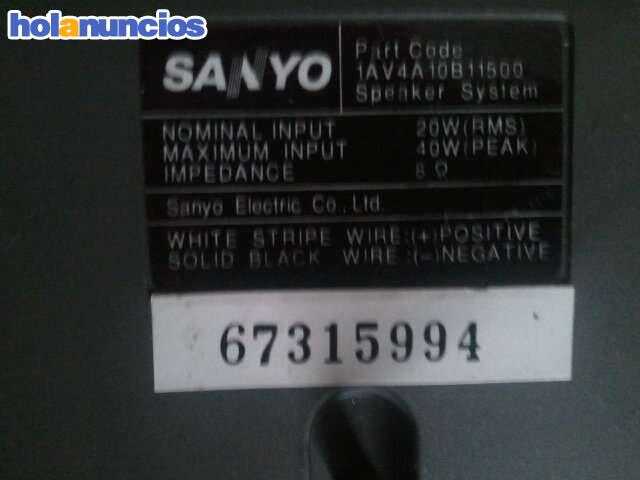 holanuncios
SANYO
Part Code
1AV4A10B11500
Speaker System
NOMINAL INPUT 20W(RMS)
MAXIMUM INPUT 40W(PEAK)
IMPEDANCE 8 Ω
Sanyo Electric Co.,Ltd.
WHITE STRIPE WIRE:(+)POSITIVE
SOLID BLACK WIRE:(−)NEGATIVE
67315994